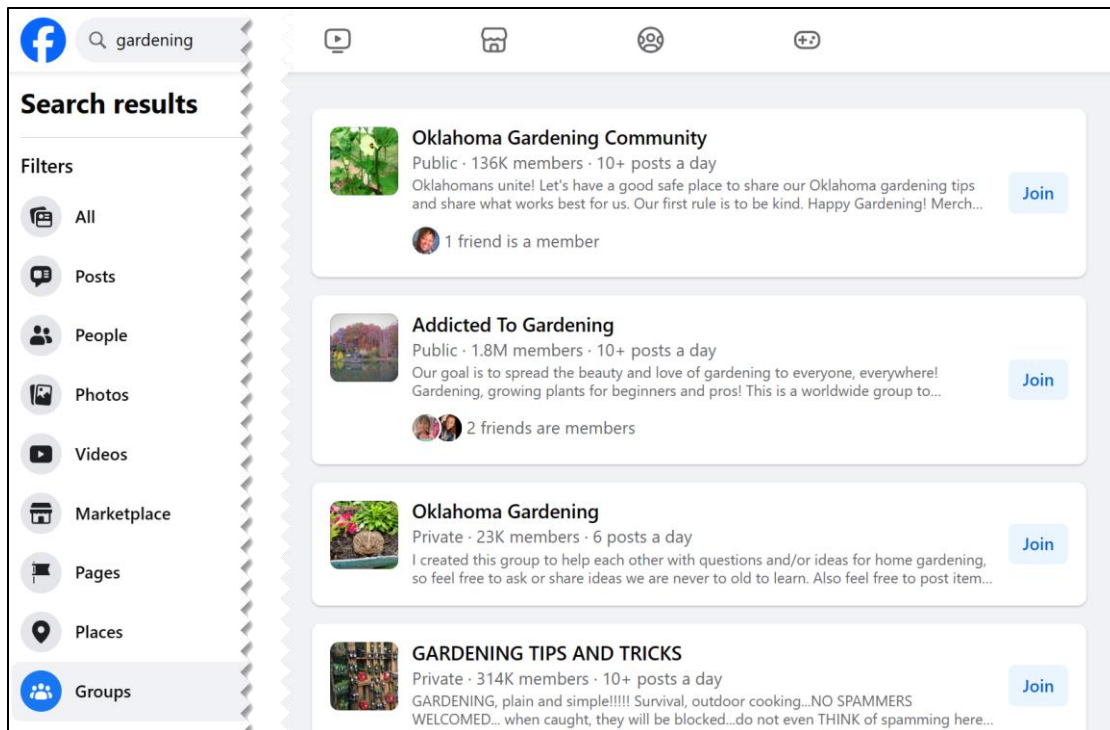 gardening
Search results
Filters
All
Posts
People
Photos
Videos
Marketplace
Pages
Places
Groups
Oklahoma Gardening Community
Public · 136K members · 10+ posts a day
Oklahomans unite! Let's have a good safe place to share our Oklahoma gardening tips
and share what works best for us. Our first rule is to be kind. Happy Gardening! Merch...
1 friend is a member
Join
Addicted To Gardening
Public · 1.8M members · 10+ posts a day
Our goal is to spread the beauty and love of gardening to everyone, everywhere!
Gardening, growing plants for beginners and pros! This is a worldwide group to...
2 friends are members
Join
Oklahoma Gardening
Private · 23K members · 6 posts a day
I created this group to help each other with questions and/or ideas for home gardening,
so feel free to ask or share ideas we are never to old to learn. Also feel free to post item...
Join
GARDENING TIPS AND TRICKS
Private · 314K members · 10+ posts a day
GARDENING, plain and simple!!!!! Survival, outdoor cooking...NO SPAMMERS
WELCOMED... when caught, they will be blocked...do not even THINK of spamming here...
Join